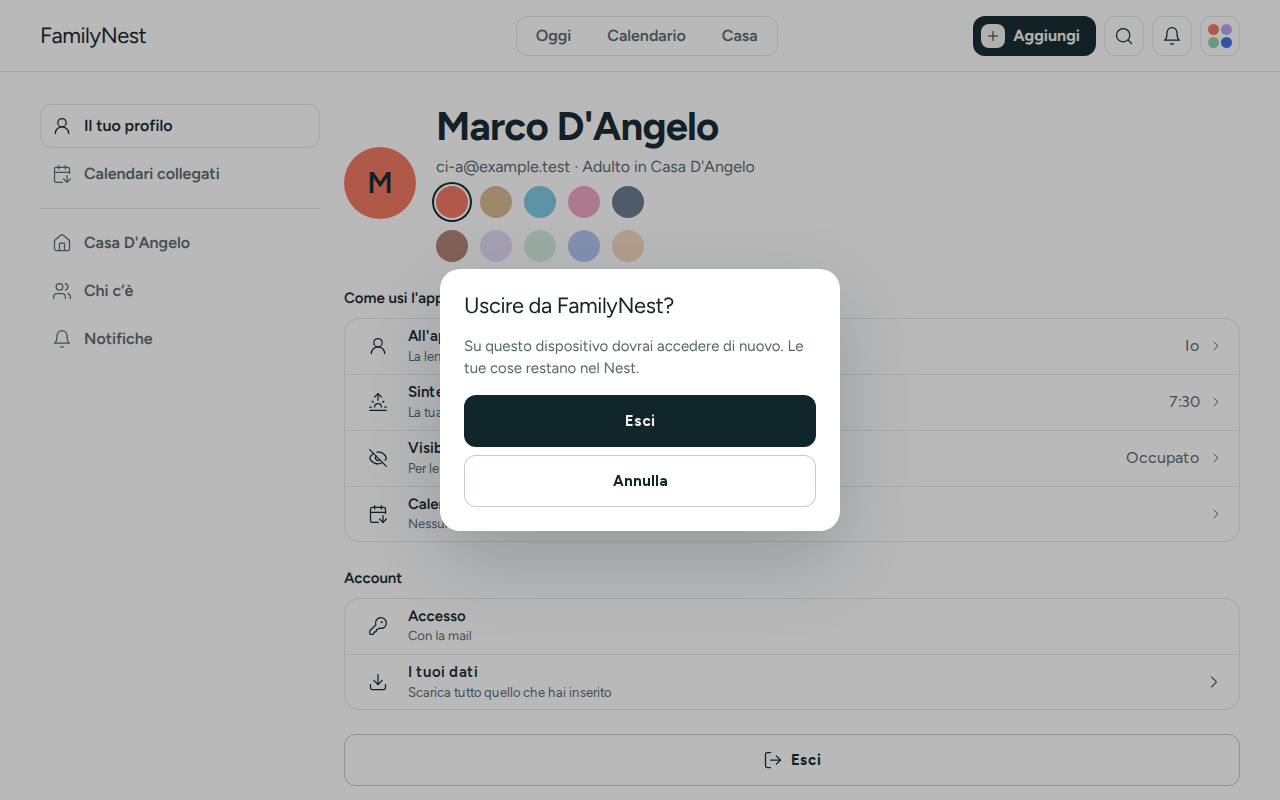 FamilyNest
Oggi
Calendario
Casa
Aggiungi
Il tuo profilo
Calendari collegati
Casa D'Angelo
Chi c'è
Notifiche
M
Marco D'Angelo
ci-a@example.test · Adulto in Casa D'Angelo
Come usi l'app
Io
7:30
Occupato
Uscire da FamilyNest?
Su questo dispositivo dovrai accedere di nuovo. Le
tue cose restano nel Nest.
Esci
Annulla
Account
Accesso
Con la mail
I tuoi dati
Scarica tutto quello che hai inserito
Esci